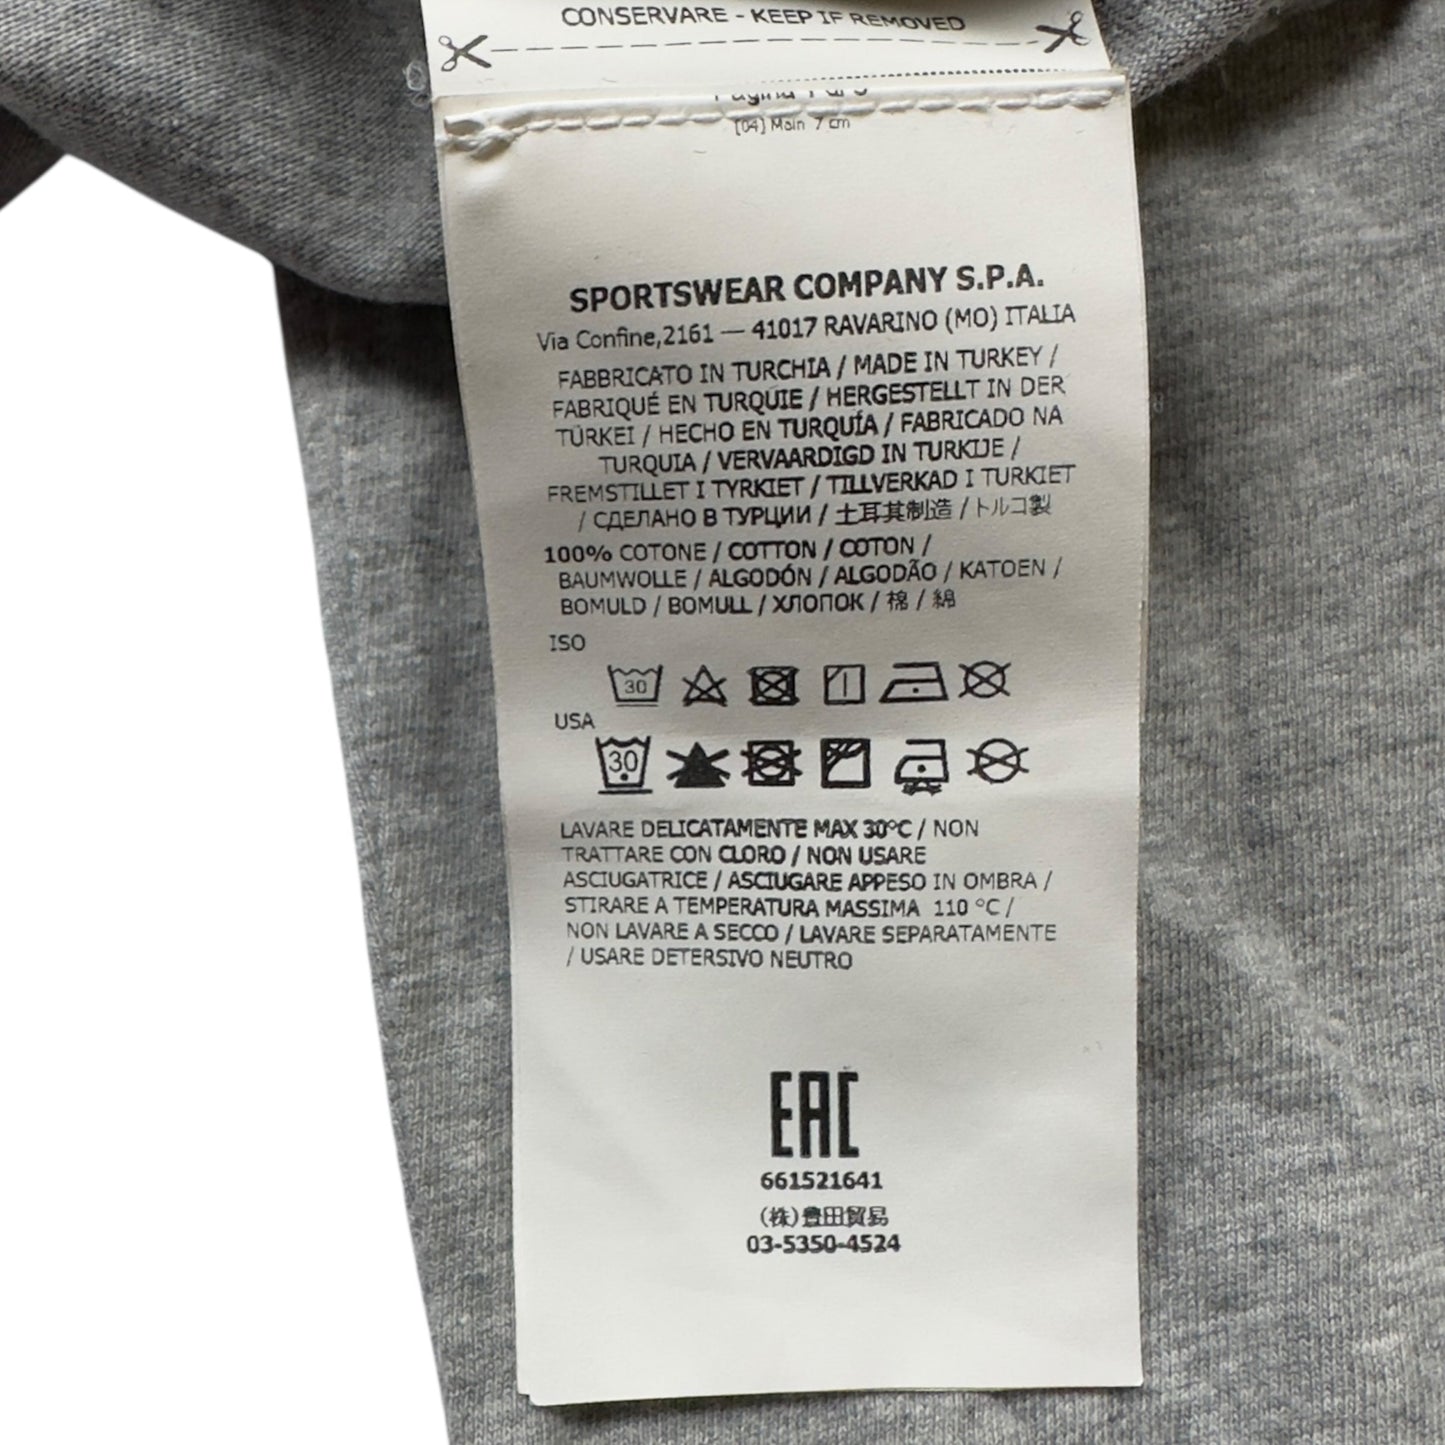 CONSERVARE - KEEP IF REMOVED
[04] Main 7 cm
SPORTSWEAR COMPANY S.P.A.
Via Confine,2161 — 41017 RAVARINO (MO) ITALIA
FABBRICATO IN TURCHIA / MADE IN TURKEY /
FABRIQUÉ EN TURQUIE / HERGESTELLT IN DER
TÜRKEI / HECHO EN TURQUÍA / FABRICADO NA
TURQUIA / VERVAARDIGD IN TURKIJE /
FREMSTILLET I TYRKIET / TILLVERKAD I TURKIET
/ СДЕЛАНО В ТУРЦИИ / 土耳其制造 / トルコ製
100% COTONE / COTTON / COTON /
BAUMWOLLE / ALGODÓN / ALGODÃO / KATOEN /
BOMULD / BOMULL / ХЛОПОК / 棉 / 綿
ISO
30
USA
30
LAVARE DELICATAMENTE MAX 30°C / NON
TRATTARE CON CLORO / NON USARE
ASCIUGATRICE / ASCIUGARE APPESO IN OMBRA /
STIRARE A TEMPERATURA MASSIMA 110 °C /
NON LAVARE A SECCO / LAVARE SEPARATAMENTE
/ USARE DETERSIVO NEUTRO
EAC
661521641
(株)豊田貿易
03-5350-4524